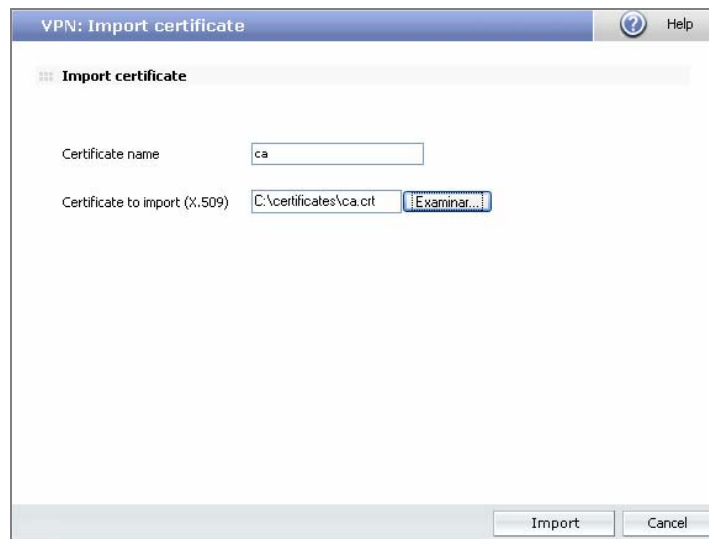 VPN: Import certificate
Help
Import certificate
Certificate name
ca
Certificate to import (X.509)
C:\certificates\ca.crt
Examinar...
Import
Cancel